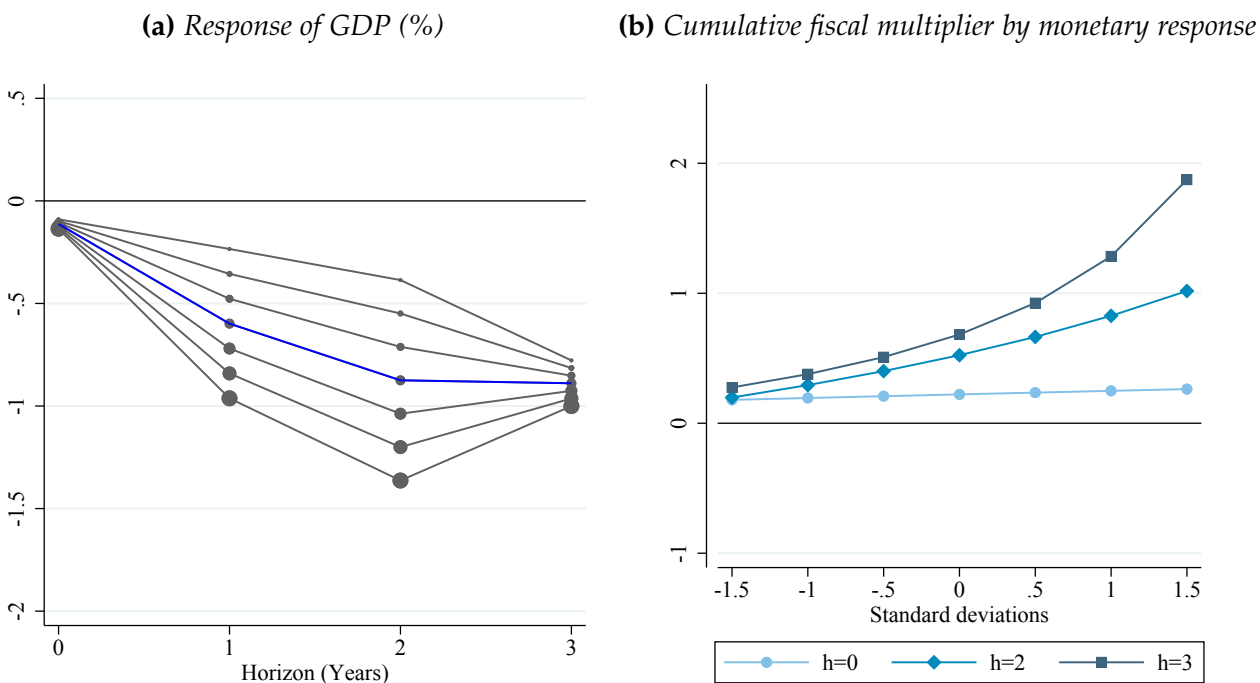 (a) Response of GDP (%)
.5
0
-.5
-1
-1.5
-2
0 1 2 3
Horizon (Years)
(b) Cumulative fiscal multiplier by monetary response
2
1
0
-1
-1.5 -1 -.5 0 .5 1 1.5
Standard deviations
h=0 h=2 h=3